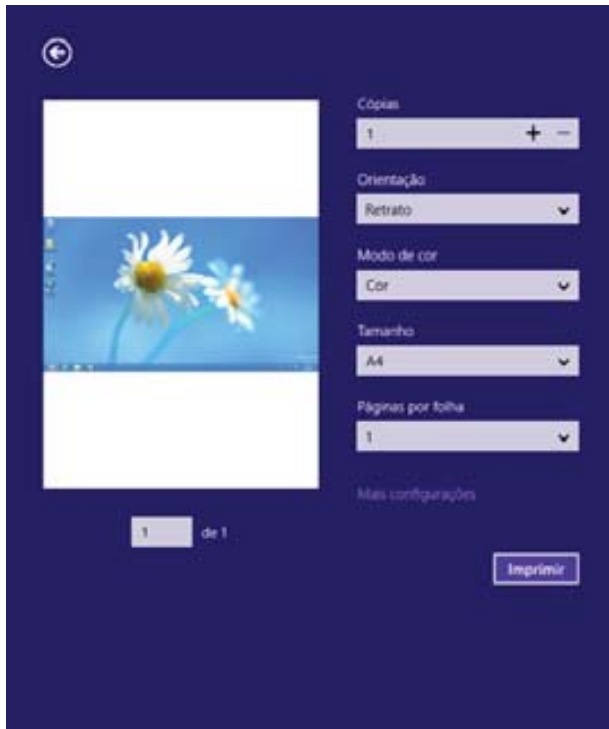 Cópias
1
Orientação
Retrato
Modo de cor
Cor
Tamanho
A4
Páginas por folha
1
Mais configurações
1 de 1
Imprimir